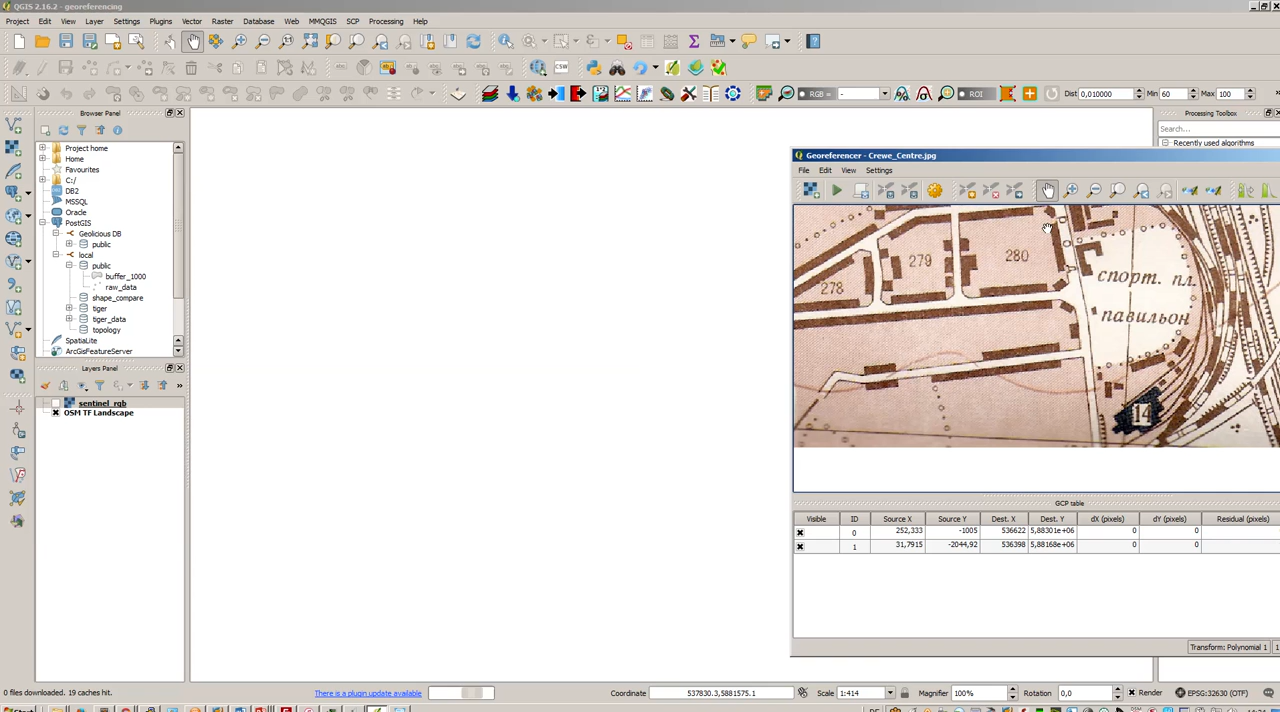 QGIS 2.16.2 - georeferencing
Project Edit View Layer Settings Plugins Vector Raster Database Web MMQGIS SCP Processing Help
CSW
RGB = - ROI Dist 0,010000 Min 60 Max 100
Browser Panel
Project home
Home
Favourites
C:/
DB2
MSSQL
Oracle
PostGIS
Geolicious DB
public
local
public
buffer_1000
raw_data
shape_compare
tiger
tiger_data
topology
SpatiaLite
ArcGisFeatureServer
Layers Panel
sentinel_rgb
OSM TF Landscape
Processing Toolbox
Search...
Recently used algorithms
Georeferencer - Crewe_Centre.jpg
File Edit View Settings
279
280
278
спорт. пл.
павильон
14
GCP table
Visible ID Source X Source Y Dest. X Dest. Y dX (pixels) dY (pixels) Residual (pixels)
0 252,333 -1005 536622 5,88301e+06 0 0
1 31,7915 -2044,92 536398 5,88168e+06 0 0
Transform: Polynomial 1
0 files downloaded. 19 caches hit. There is a plugin update available Coordinate 537830.3,5881575.1 Scale 1:414 Magnifier 100% Rotation 0,0 Render EPSG:32630 (OTF)